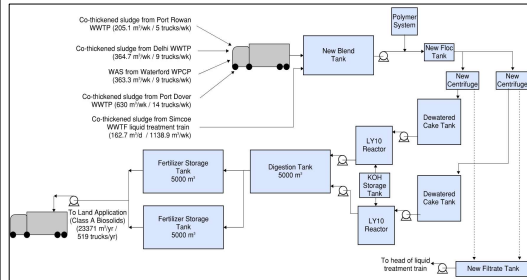 Co-thickened sludge from Port Rowan
WWTP (205.1 m³/wk / 5 trucks/wk)
Co-thickened sludge from Delhi WWTP
(364.7 m³/wk / 9 trucks/wk)
WAS from Waterford WPCP
(363.3 m³/wk / 9 trucks/wk)
Co-thickened sludge from Port Dover
WWTP (630 m³/wk / 14 trucks/wk)
Co-thickened sludge from Simcoe
WWTF liquid treatment train
(162.7 m³/d / 1138.9 m³/wk)
New Blend
Tank
Polymer
System
New Floc
Tank
New
Centrifuge
New
Centrifuge
Dewatered
Cake Tank
LY10
Reactor
KOH
Storage
Tank
LY10
Reactor
Dewatered
Cake Tank
Digestion Tank
5000 m³
Fertilizer Storage
Tank
5000 m³
Fertilizer Storage
Tank
5000 m³
To Land Application
(Class A Biosolids)
(23371 m³/yr /
519 trucks/yr)
To head of liquid
treatment train
New Filtrate Tank